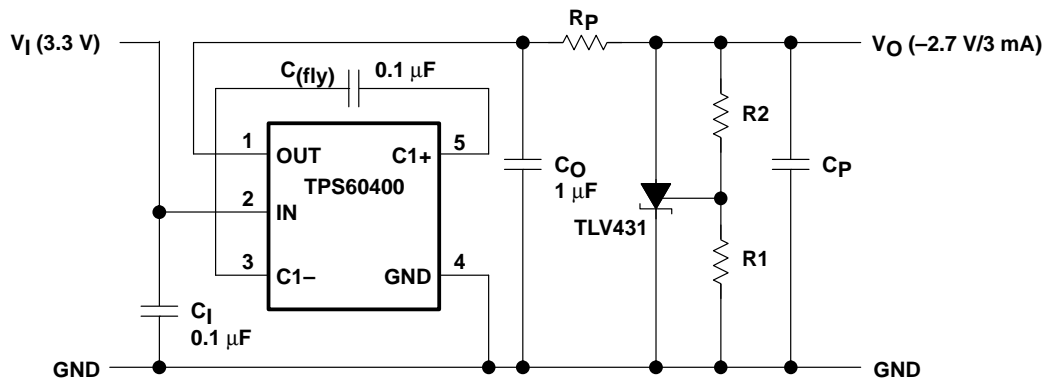 RP
VI (3.3 V)
VO (–2.7 V/3 mA)
C(fly)
0.1 μF
R2
1
OUT
C1+
5
TPS60400
CO
1 μF
CP
2
IN
TLV431
R1
3
C1–
GND
4
CI
0.1 μF
GND
GND